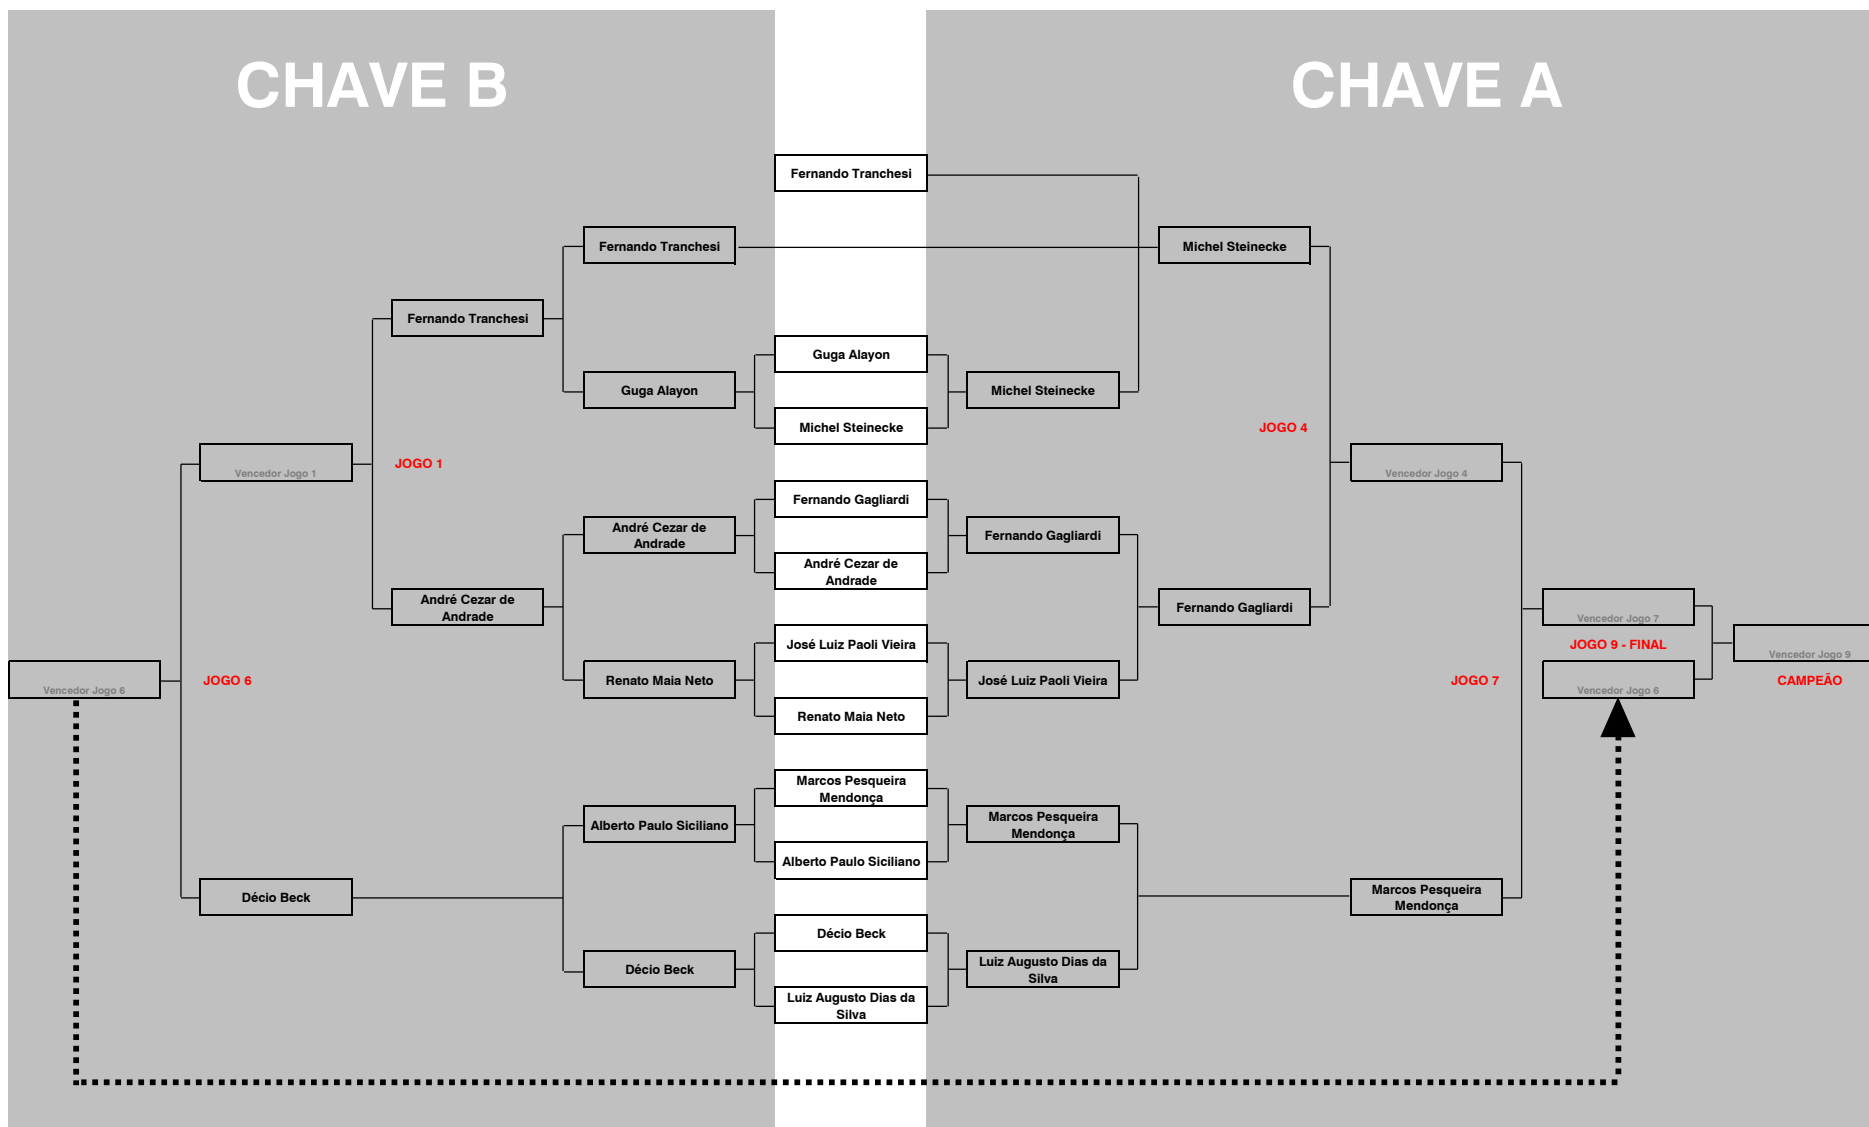 CHAVE B
CHAVE A
Fernando Tranchesi
Fernando Tranchesi
Michel Steinecke
Fernando Tranchesi
Guga Alayon
Guga Alayon
Michel Steinecke
Michel Steinecke
JOGO 4
JOGO 1
Vencedor Jogo 1
Vencedor Jogo 4
Fernando Gagliardi
André Cezar de
Andrade
Fernando Gagliardi
André Cezar de
Andrade
André Cezar de
Andrade
Fernando Gagliardi
Vencedor Jogo 7
José Luiz Paoli Vieira
JOGO 9 - FINAL
Vencedor Jogo 9
JOGO 6
Renato Maia Neto
José Luiz Paoli Vieira
JOGO 7
CAMPEÃO
Vencedor Jogo 6
Vencedor Jogo 6
Renato Maia Neto
Marcos Pesqueira
Mendonça
Alberto Paulo Siciliano
Marcos Pesqueira
Mendonça
Alberto Paulo Siciliano
Décio Beck
Marcos Pesqueira
Mendonça
Décio Beck
Décio Beck
Luiz Augusto Dias da
Silva
Luiz Augusto Dias da
Silva